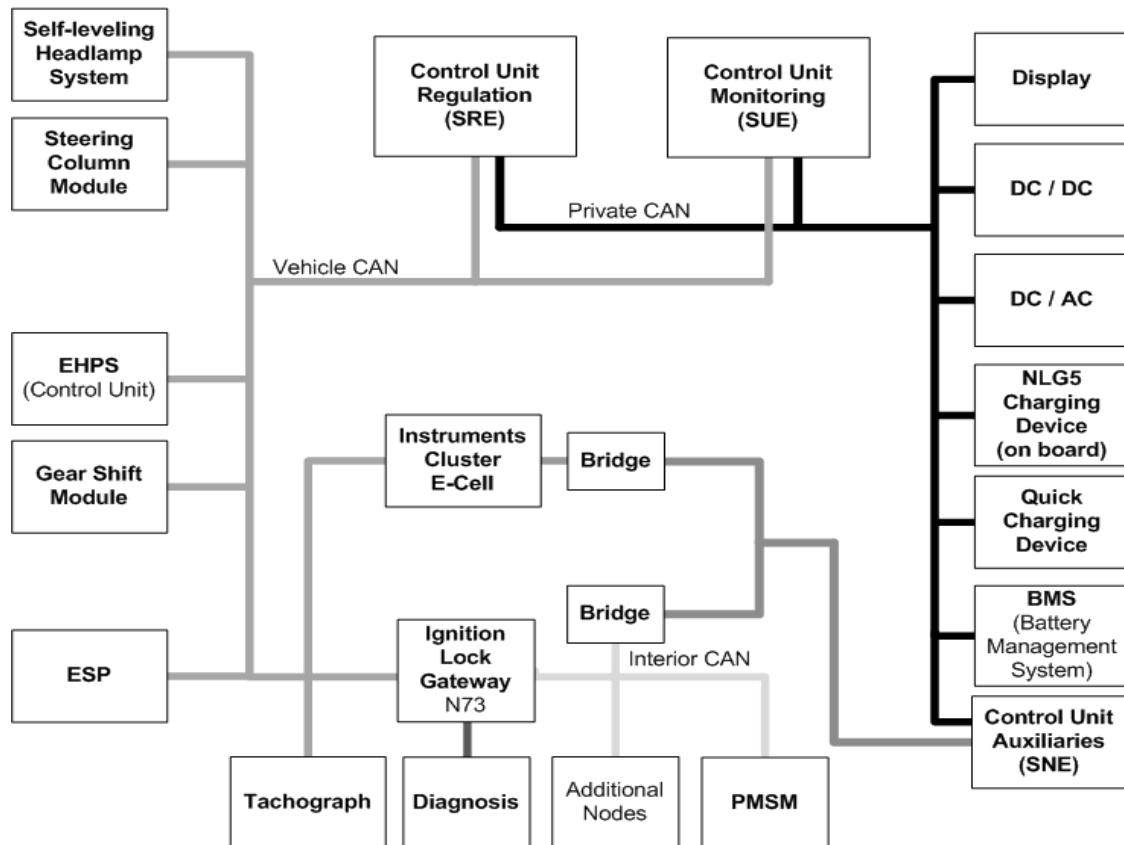 Self-leveling
Headlamp
System
Steering
Column
Module
Control Unit
Regulation
(SRE)
Control Unit
Monitoring
(SUE)
Display
DC / DC
Private CAN
Vehicle CAN
DC / AC
EHPS
(Control Unit)
Gear Shift
Module
Instruments
Cluster
E-Cell
Bridge
NLG5
Charging
Device
(on board)
Quick
Charging
Device
ESP
Ignition
Lock
Gateway
N73
Bridge
Interior CAN
BMS
(Battery
Management
System)
Control Unit
Auxiliaries
(SNE)
Tachograph
Diagnosis
Additional
Nodes
PMSM